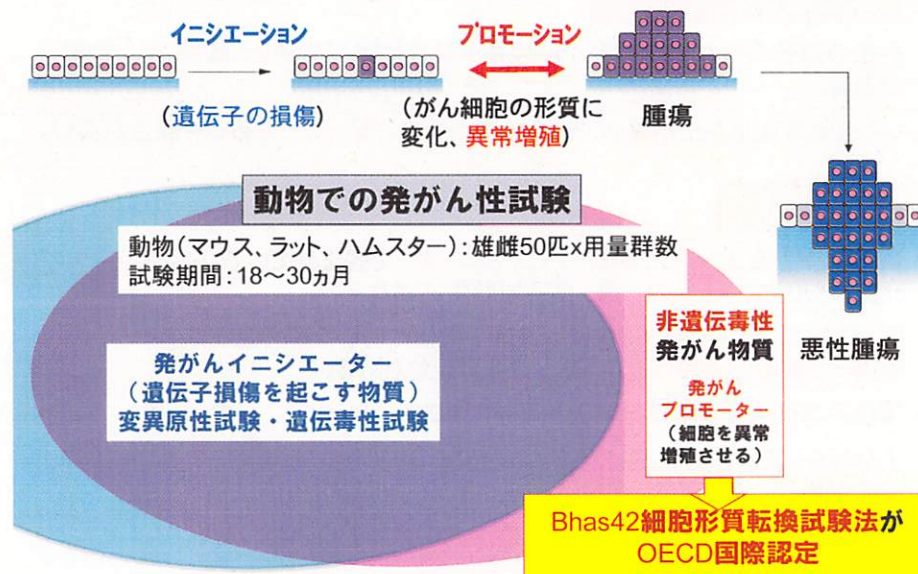 イニシエーション
プロモーション
(遺伝子の損傷)
(がん細胞の形質に
変化、異常増殖)
腫瘍
動物での発がん性試験
動物(マウス、ラット、ハムスター):雄雌50匹x用量群数
試験期間:18〜30ヵ月
発がんイニシエーター
(遺伝子損傷を起こす物質)
変異原性試験・遺伝毒性試験
非遺伝毒性
発がん物質
発がん
プロモーター
(細胞を異常
増殖させる)
悪性腫瘍
Bhas42細胞形質転換試験法が
OECD国際認定